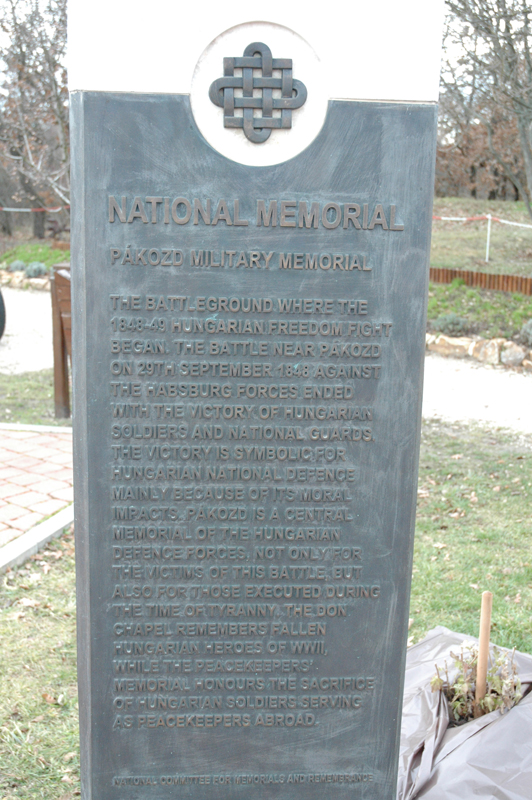 NATIONAL MEMORIAL
PÁKOZD MILITARY MEMORIAL
THE BATTLEGROUND WHERE THE
1848-49 HUNGARIAN FREEDOM FIGHT
BEGAN. THE BATTLE NEAR PÁKOZD
ON 29TH SEPTEMBER 1848 AGAINST
THE HABSBURG FORCES ENDED
WITH THE VICTORY OF HUNGARIAN
SOLDIERS AND NATIONAL GUARDS.
THE VICTORY IS SYMBOLIC FOR
HUNGARIAN NATIONAL DEFENCE
MAINLY BECAUSE OF ITS MORAL
IMPACTS. PÁKOZD IS A CENTRAL
MEMORIAL OF THE HUNGARIAN
DEFENCE FORCES, NOT ONLY FOR
THE VICTIMS OF THIS BATTLE, BUT
ALSO FOR THOSE EXECUTED DURING
THE TIME OF TYRANNY. THE DON
CHAPEL REMEMBERS FALLEN
HUNGARIAN HEROES OF WWII,
WHILE THE PEACEKEEPERS'
MEMORIAL HONOURS THE SACRIFICE
OF HUNGARIAN SOLDIERS SERVING
AS PEACEKEEPERS ABROAD.
NATIONAL COMMITTEE FOR MEMORIALS AND REMEMBRANCE